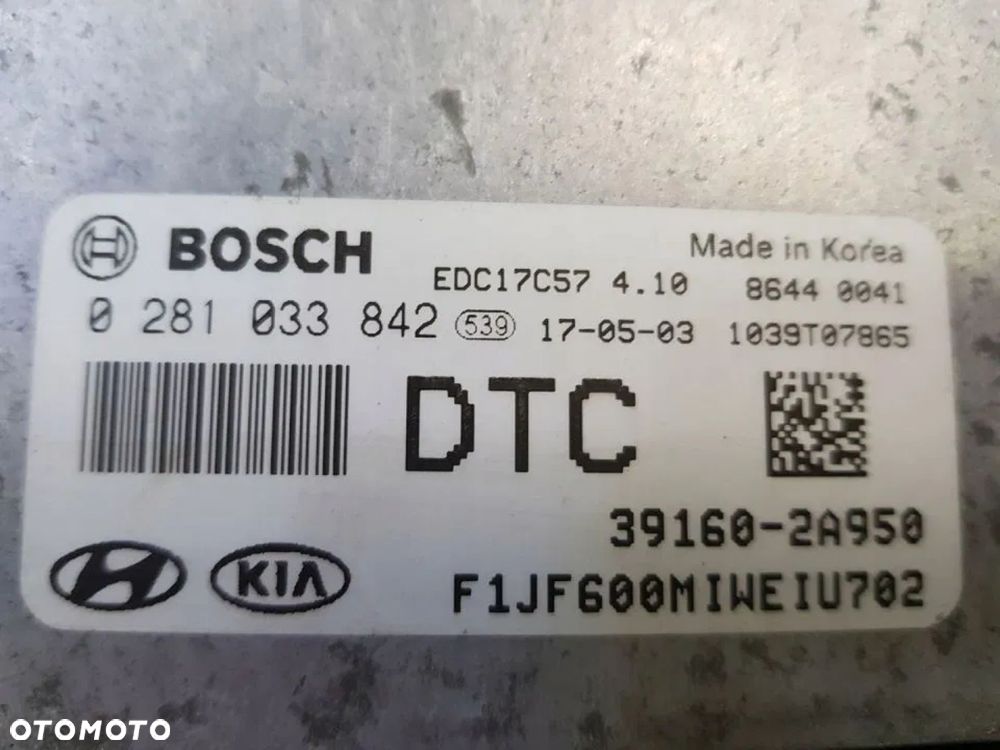 BOSCH
Made in Korea
EDC17C57 4.10 8644 0041
0 281 033 842 539 17-05-03 1039T07865
DTC
39160-2A950
KIA
F1JF600MIWEIU702
OTOMOTO